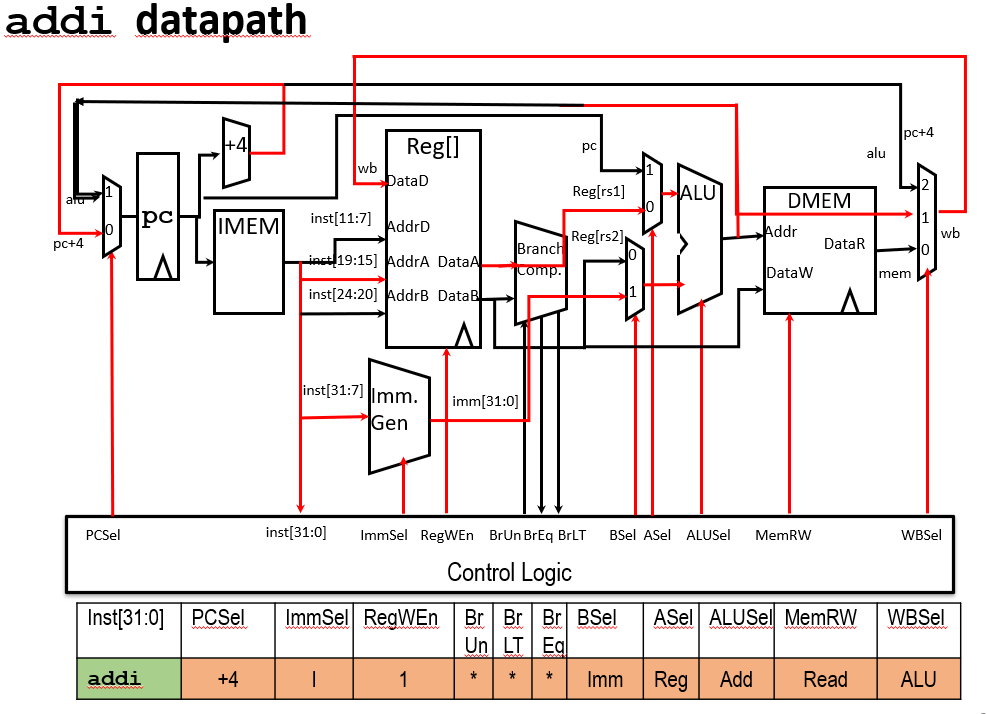 addi datapath
pc+4
alu
pc
wb
+4
Reg[]
DataD
1
alu
pc
IMEM
inst[11:7]
AddrD
Reg[rs1]
1
0
ALU
DMEM
2
1
0
pc+4
0
inst[19:15]
AddrA
DataA
Branch
Comp.
Reg[rs2]
0
1
Addr
DataR
wb
inst[24:20]
AddrB
DataB
DataW
mem
inst[31:7]
Imm.
Gen
imm[31:0]
PCSel
inst[31:0]
ImmSel
RegWEn
BrUn
BrEq
BrLT
BSel
ASel
ALUSel
MemRW
WBSel
Control Logic
Inst[31:0] PCSel ImmSel RegWEn Br Un Br LT Br Eq BSel ASel ALUSel MemRW WBSel
addi +4 I 1 * * * Imm Reg Add Read ALU